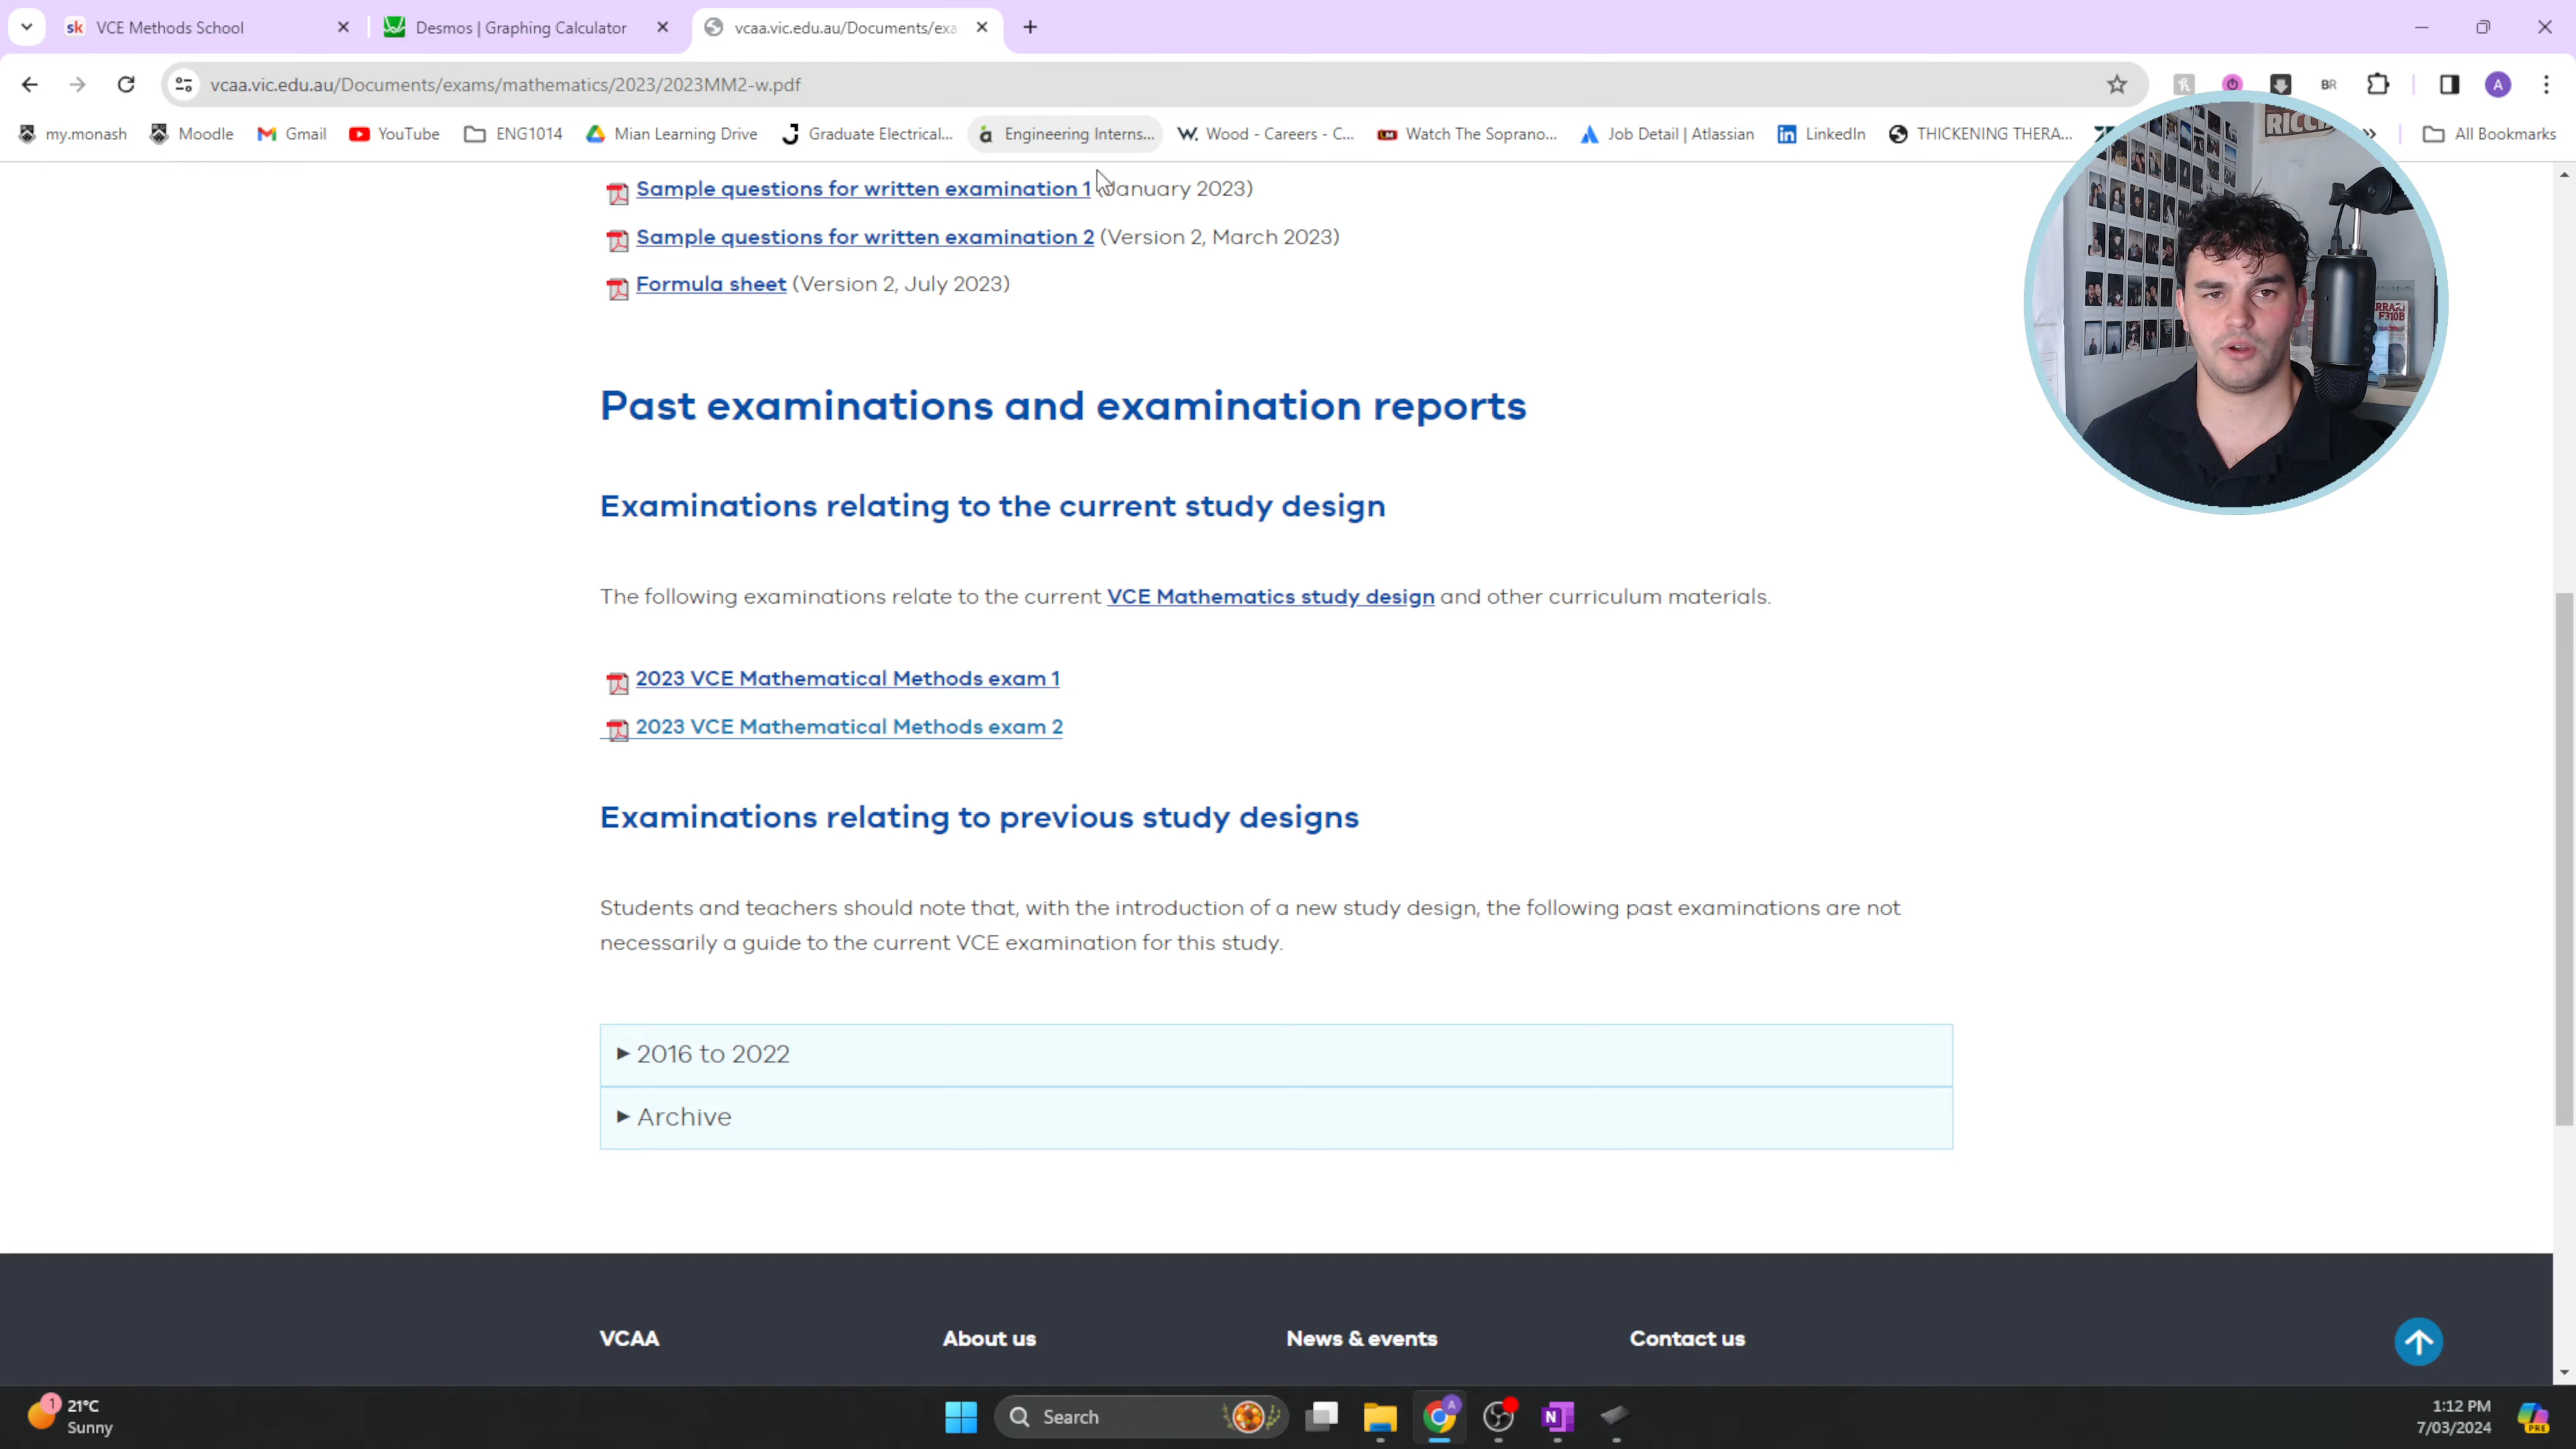 sk VCE Methods School
Desmos | Graphing Calculator
vcaa.vic.edu.au/Documents/exa
vcaa.vic.edu.au/Documents/exams/mathematics/2023/2023MM2-w.pdf
BR
A
my.monash
Moodle
Gmail
YouTube
ENG1014
Mian Learning Drive
Graduate Electrical...
Engineering Interns...
W. Wood - Careers - C...
LM Watch The Soprano...
Job Detail | Atlassian
in LinkedIn
THICKENING THERA...
All Bookmarks
Sample questions for written examination 1 (January 2023)
Sample questions for written examination 2 (Version 2, March 2023)
Formula sheet (Version 2, July 2023)
F310B
Past examinations and examination reports
Examinations relating to the current study design
The following examinations relate to the current VCE Mathematics study design and other curriculum materials.
2023 VCE Mathematical Methods exam 1
2023 VCE Mathematical Methods exam 2
Examinations relating to previous study designs
Students and teachers should note that, with the introduction of a new study design, the following past examinations are not
necessarily a guide to the current VCE examination for this study.
2016 to 2022
Archive
VCAA
About us
News & events
Contact us
1
21°C
Sunny
Search
A
N
1:12 PM
7/03/2024
PRE